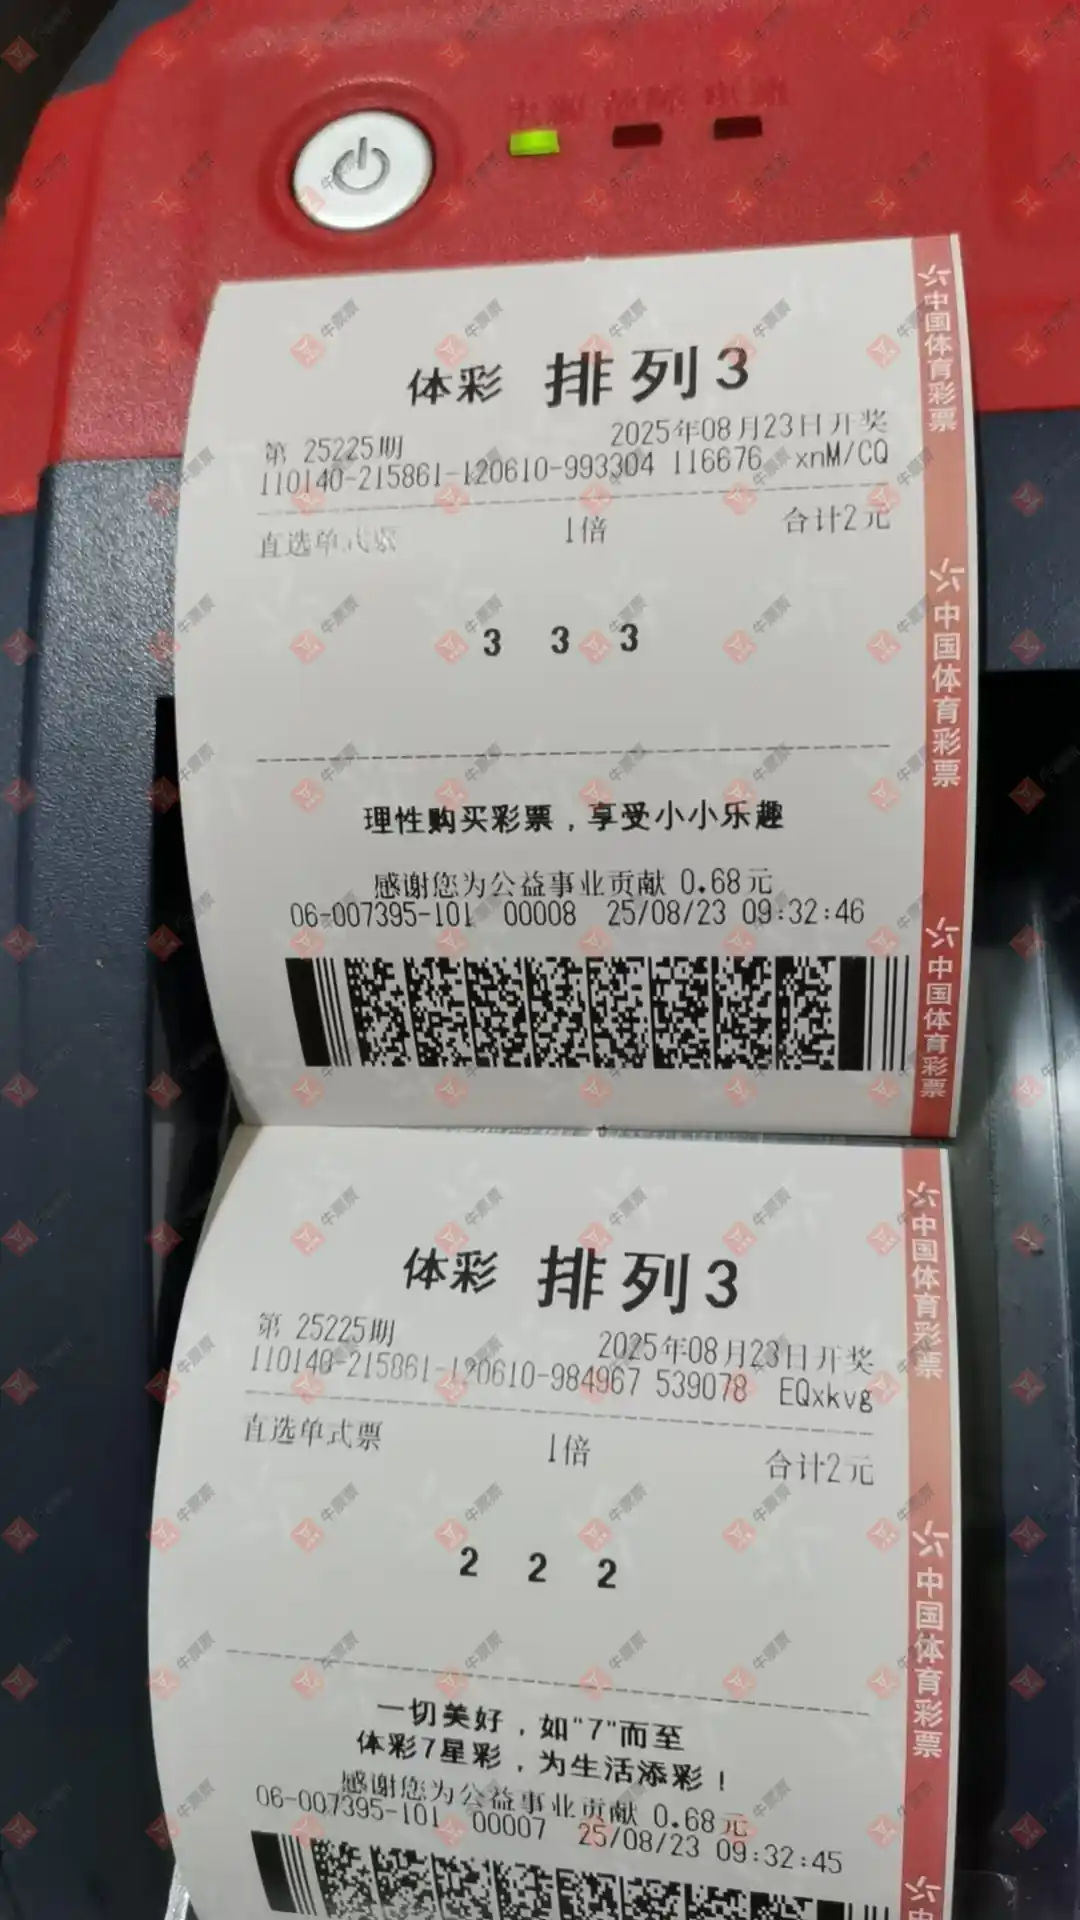 体彩 排列3
第 25225期 2025年08月23日开奖
110140-215861-120610-993304 116676 xnM/CQ
直选单式票 1倍 合计2元
3 3 3
理性购买彩票，享受小小乐趣
感谢您为公益事业贡献 0.68元
06-007395-101 00008 25/08/23 09:32:46
中国体育彩票
中国体育彩票
中国体育彩票
体彩 排列3
第 25225期 2025年08月23日开奖
110140-215861-120610-984967 539078 EQxkvg
直选单式票 1倍 合计2元
2 2 2
一切美好，如"7"而至
体彩7星彩，为生活添彩！
感谢您为公益事业贡献 0.68元
06-007395-101 00007 25/08/23 09:32:45
中国体育彩票
中国体育彩票
中
牛票票